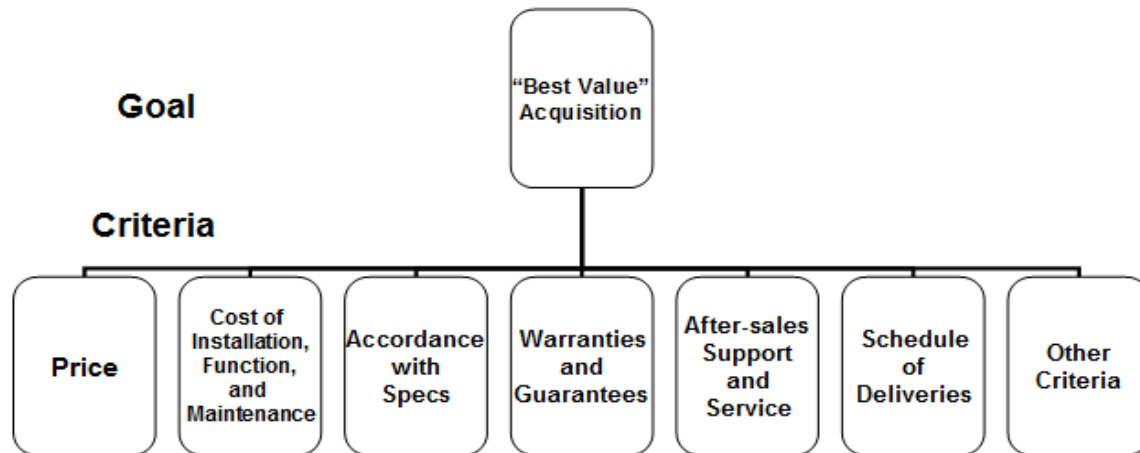 “Best Value”
Acquisition
Goal
Criteria
Price
Cost of
Installation,
Function,
and
Maintenance
Accordance
with
Specs
Warranties
and
Guarantees
After-sales
Support
and
Service
Schedule
of
Deliveries
Other
Criteria